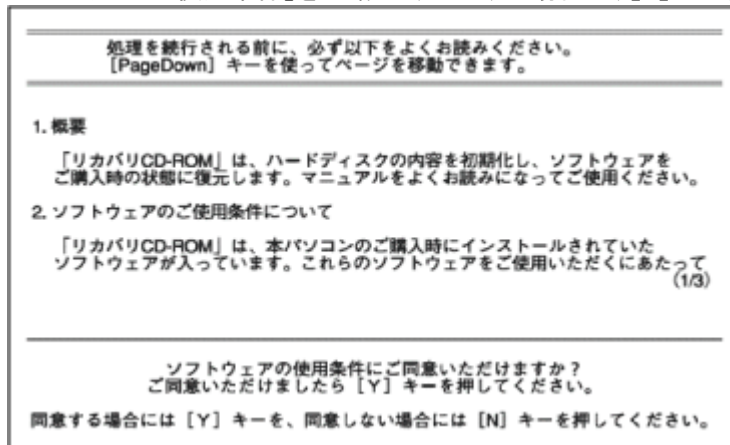 処理を続行される前に、必ず以下をよくお読みください。
［PageDown］キーを使ってページを移動できます。
1. 概要
「リカバリCD-ROM」は、ハードディスクの内容を初期化し、ソフトウェアを
ご購入時の状態に復元します。マニュアルをよくお読みになってご使用ください。
2. ソフトウェアのご使用条件について
「リカバリCD-ROM」は、本パソコンのご購入時にインストールされていた
ソフトウェアが入っています。これらのソフトウェアをご使用いただくにあたって
(1/3)
ソフトウェアの使用条件にご同意いただけますか？
ご同意いただけましたら［Y］キーを押してください。
同意する場合には［Y］キーを、同意しない場合には［N］キーを押してください。